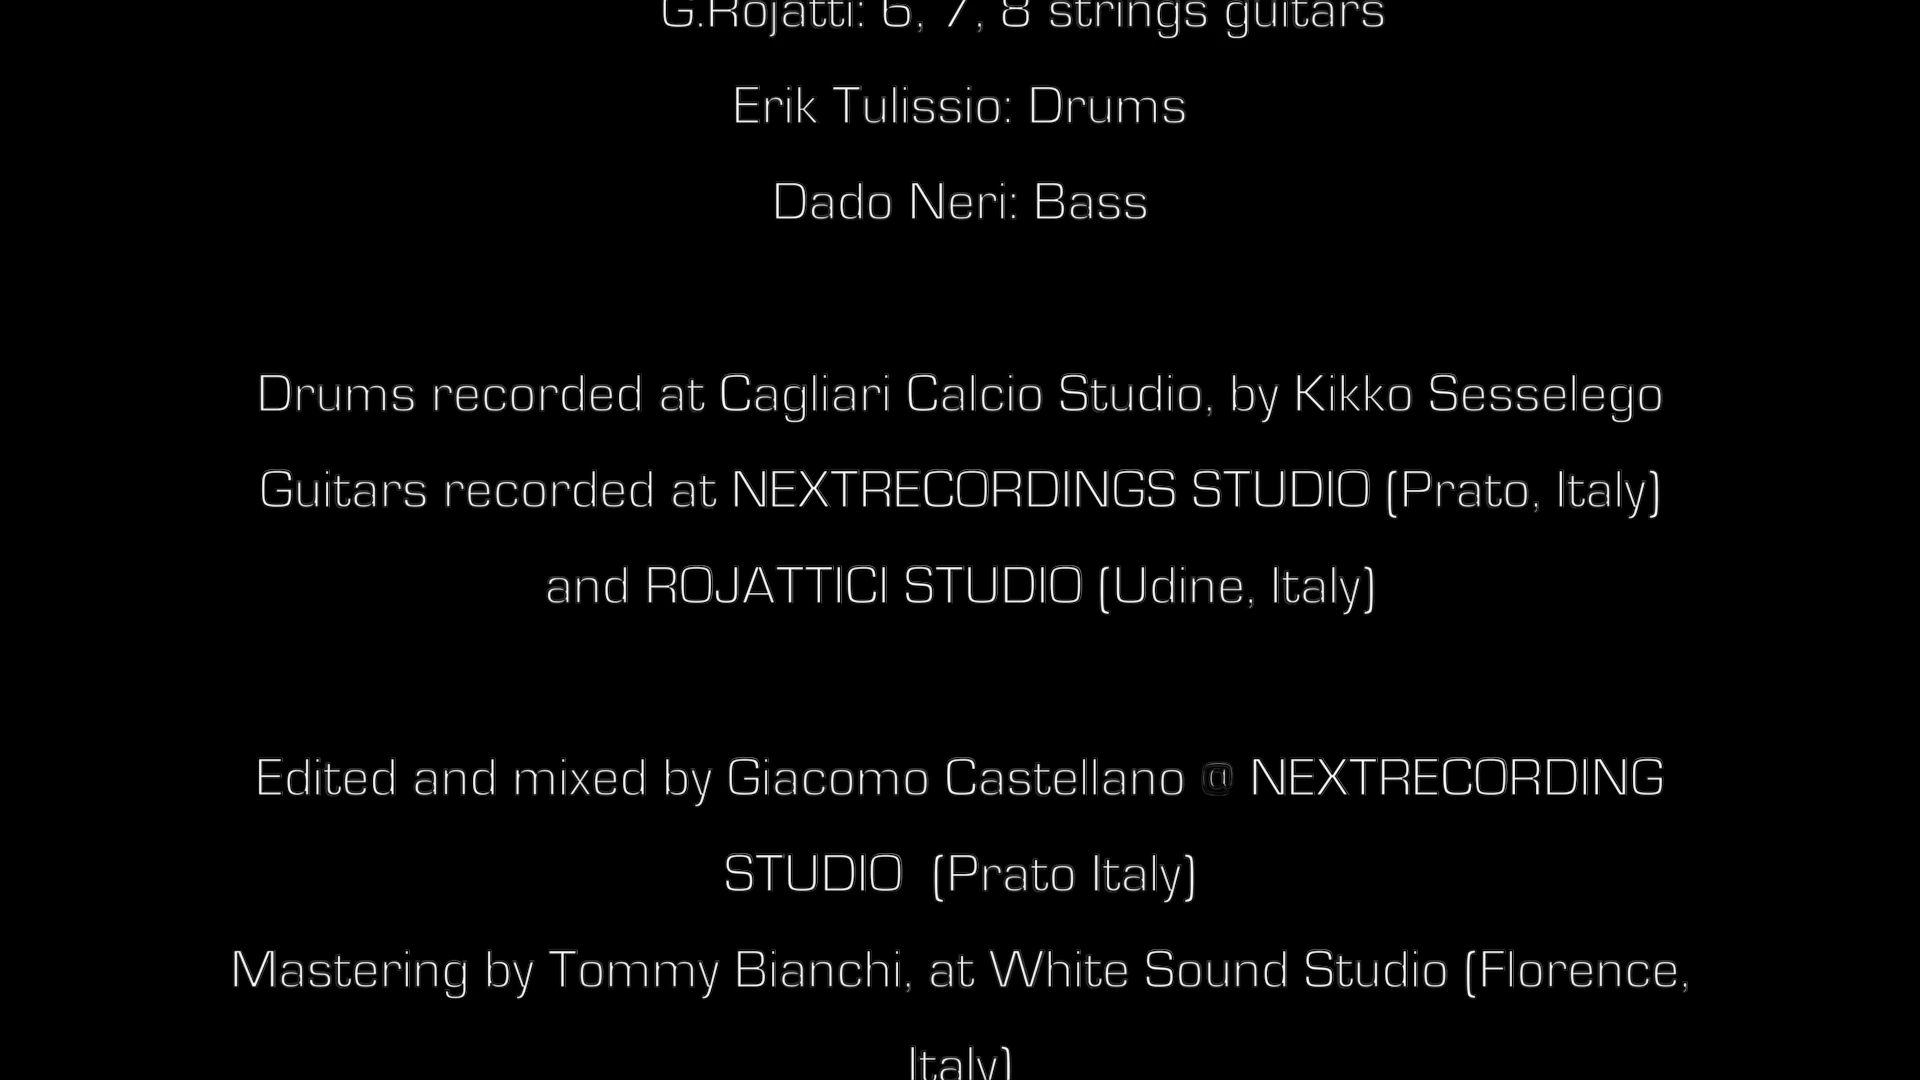 G.Rojatti: 6, 7, 8 strings guitars
Erik Tulissio: Drums
Dado Neri: Bass
Drums recorded at Cagliari Calcio Studio, by Kikko Sesselego
Guitars recorded at NEXTRECORDINGS STUDIO (Prato, Italy)
and ROJATTICI STUDIO (Udine, Italy)
Edited and mixed by Giacomo Castellano @ NEXTRECORDING
STUDIO  (Prato Italy)
Mastering by Tommy Bianchi, at White Sound Studio (Florence,
Italy)